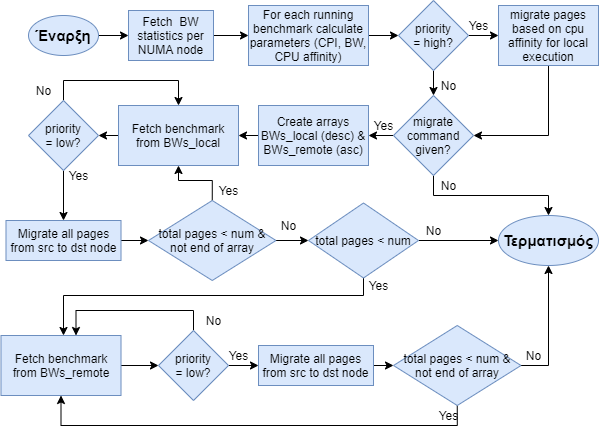 Έναρξη
Fetch BW
statistics per
NUMA node
For each running
benchmark calculate
parameters (CPI, BW,
CPU affinity)
priority
= high?
Yes
migrate pages
based on cpu
affinity for local
execution
No
No
priority
= low?
Fetch benchmark
from BWs_local
Create arrays
BWs_local (desc) &
BWs_remote (asc)
Yes
migrate
command
given?
Yes
Yes
No
Migrate all pages
from src to dst node
total pages < num &
not end of array
No
total pages < num
No
Τερματισμός
Yes
No
Fetch benchmark
from BWs_remote
priority
= low?
Yes
Migrate all pages
from src to dst node
total pages < num &
not end of array
No
Yes